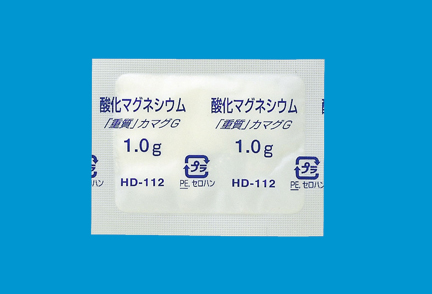 酸化マグネシウム 酸化マグネシウム
「重質」カマグG 「重質」カマグG
1.0g 1.0g
プラ プラ
ハン HD-112 PE, セロハン HD-112 PE, セロハン